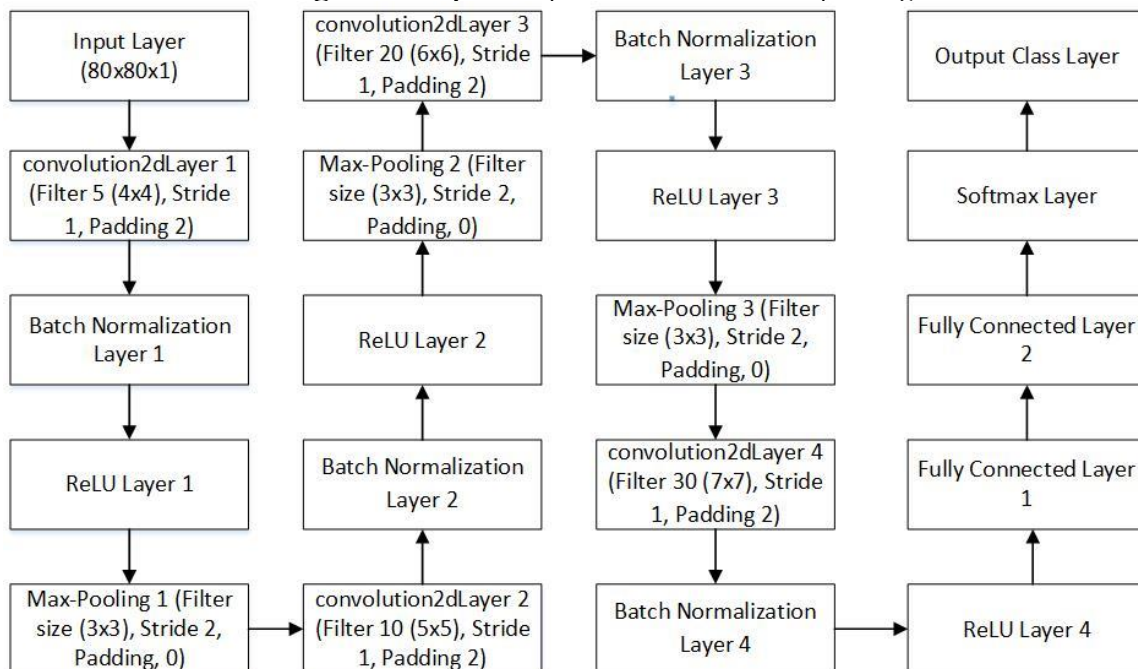 Input Layer
(80x80x1)
convolution2dLayer 1
(Filter 5 (4x4), Stride
1, Padding 2)
Batch Normalization
Layer 1
ReLU Layer 1
Max-Pooling 1 (Filter
size (3x3), Stride 2,
Padding, 0)
convolution2dLayer 2
(Filter 10 (5x5), Stride
1, Padding 2)
Batch Normalization
Layer 2
ReLU Layer 2
Max-Pooling 2 (Filter
size (3x3), Stride 2,
Padding, 0)
convolution2dLayer 3
(Filter 20 (6x6), Stride
1, Padding 2)
Batch Normalization
Layer 3
ReLU Layer 3
Max-Pooling 3 (Filter
size (3x3), Stride 2,
Padding, 0)
convolution2dLayer 4
(Filter 30 (7x7), Stride
1, Padding 2)
Batch Normalization
Layer 4
ReLU Layer 4
Fully Connected Layer
1
Fully Connected Layer
2
Softmax Layer
Output Class Layer